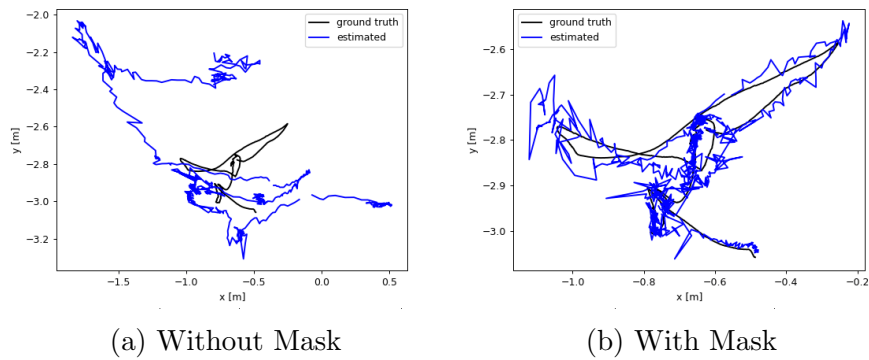 ground truth
estimated
−2.0
−2.2
−2.4
−2.6
−2.8
−3.0
−3.2
y [m]
−1.5
−1.0
−0.5
0.0
0.5
x [m]
(a) Without Mask
ground truth
estimated
−2.6
−2.7
−2.8
−2.9
−3.0
y [m]
−1.0
−0.8
−0.6
−0.4
−0.2
x [m]
(b) With Mask